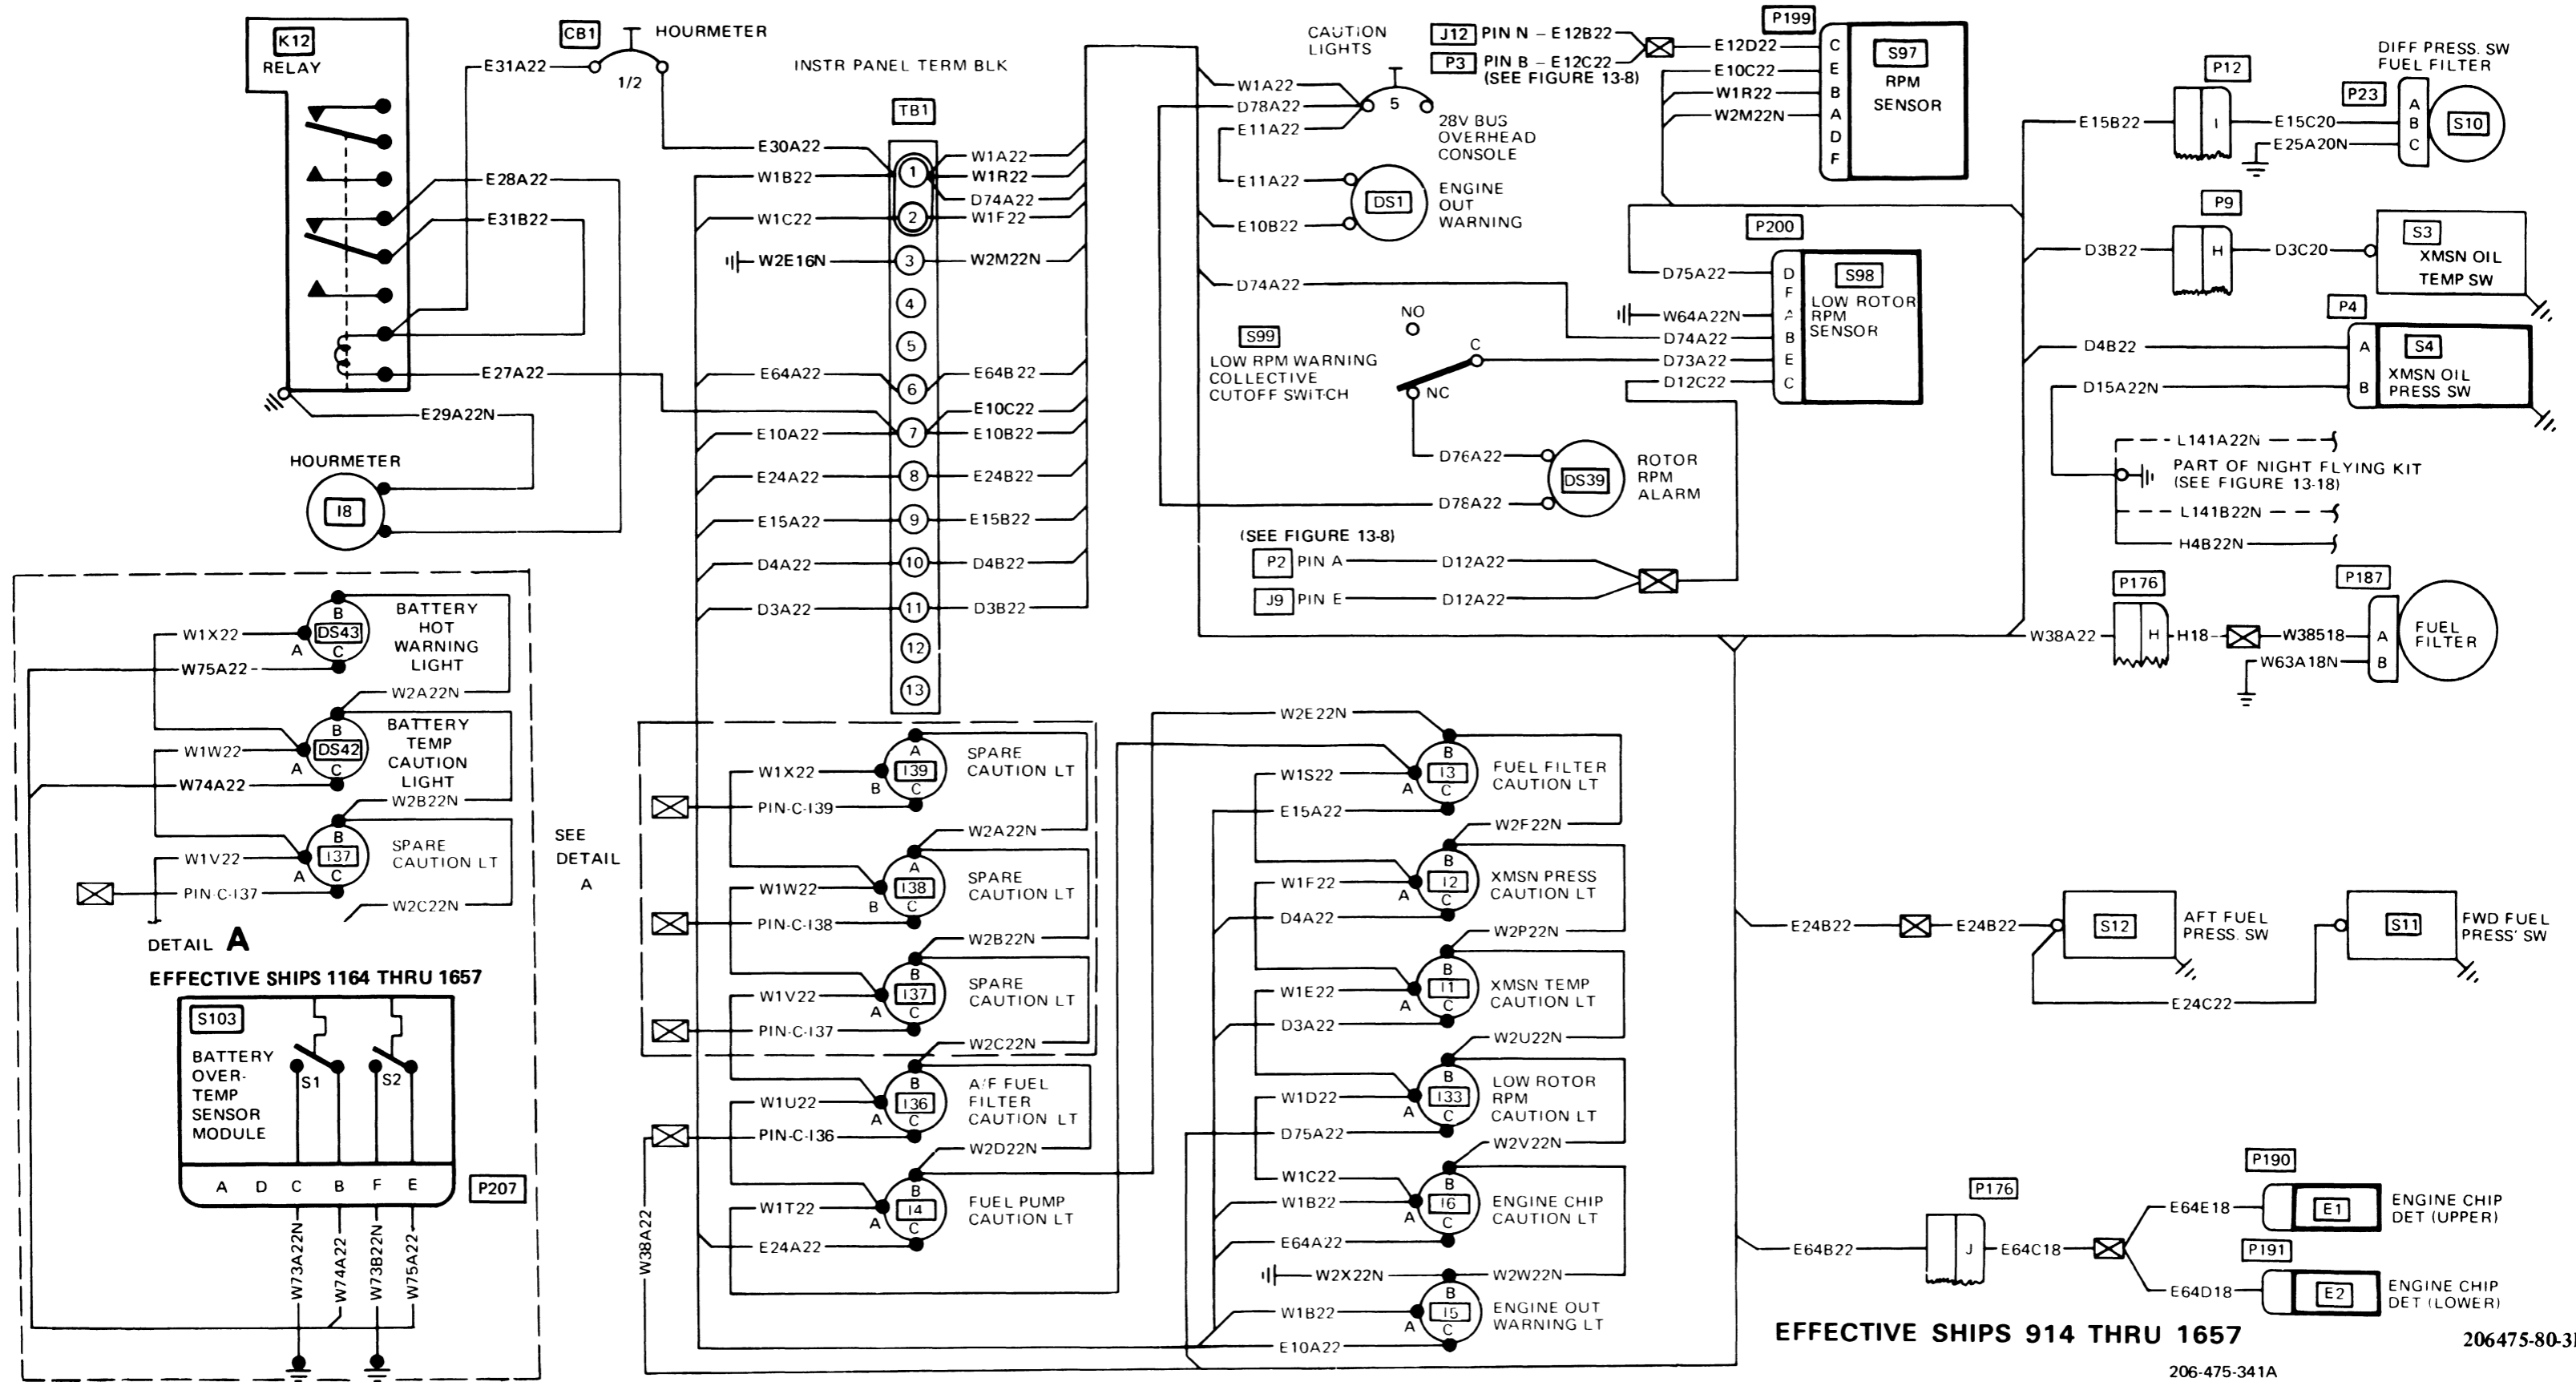 K12
RELAY
CB1
HOURMETER
1/2
E31A22
E28A22
E31B22
E27A22
E29A22N
HOURMETER
I8
INSTR PANEL TERM BLK
TB1
E30A22
W1B22
W1C22
W2E16N
E64A22
E10A22
E24A22
E15A22
D4A22
D3A22
1
2
3
4
5
6
7
8
9
10
11
12
13
W1A22
W1R22
D74A22
W1F22
W2M22N
E64B22
E10C22
E10B22
E24B22
E15B22
D4B22
D3B22
CAUTION
LIGHTS
W1A22
D78A22
E11A22
5
28V BUS
OVERHEAD
CONSOLE
E11A22
E10B22
DS1
ENGINE
OUT
WARNING
J12 PIN N – E12B22
P3 PIN B – E12C22
(SEE FIGURE 13-8)
P199
E12D22
E10C22
W1R22
W2M22N
C
E
B
A
D
F
S97
RPM
SENSOR
D74A22
S99
LOW RPM WARNING
COLLECTIVE
CUTOFF SWITCH
NO
C
NC
P200
D75A22
W64A22N
D74A22
D73A22
D12C22
D
F
A
B
E
C
S98
LOW ROTOR
RPM
SENSOR
D76A22
D78A22
DS39
ROTOR
RPM
ALARM
(SEE FIGURE 13-8)
P2 PIN A D12A22
J9 PIN E D12A22
DIFF PRESS. SW
FUEL FILTER
P12
P23
E15B22
I
E15C20
E25A20N
A
B
C
S10
P9
D3B22
H
D3C20
S3
XMSN OIL
TEMP SW
P4
D4B22
D15A22N
A
B
S4
XMSN OIL
PRESS SW
L141A22N
PART OF NIGHT FLYING KIT
(SEE FIGURE 13-18)
L141B22N
H4B22N
P176
P187
W38A22
H
H18
W38518
W63A18N
A
B
FUEL
FILTER
E24B22
E24B22
S12
AFT FUEL
PRESS. SW
S11
FWD FUEL
PRESS' SW
E24C22
P176
E64B22
J
E64C18
E64E18
E64D18
P190
E1
ENGINE CHIP
DET (UPPER)
P191
E2
ENGINE CHIP
DET (LOWER)
W1X22
W75A22
B
DS43
A
C
BATTERY
HOT
WARNING
LIGHT
W2A22N
W1W22
W74A22
B
DS42
A
C
BATTERY
TEMP
CAUTION
LIGHT
W2B22N
W1V22
PIN-C-I37
B
I37
A
C
SPARE
CAUTION LT
W2C22N
DETAIL A
EFFECTIVE SHIPS 1164 THRU 1657
S103
BATTERY
OVER-
TEMP
SENSOR
MODULE
S1
S2
A D C B F E
P207
W73A22N
W74A22
W73B22N
W75A22
SEE
DETAIL
A
W1X22
PIN-C-I39
A
I39
B
C
SPARE
CAUTION LT
W2A22N
W1W22
PIN-C-I38
A
I38
B
C
SPARE
CAUTION LT
W2B22N
W1V22
PIN-C-I37
B
I37
A
C
SPARE
CAUTION LT
W2C22N
W1U22
PIN-C-I36
B
I36
A
C
A/F FUEL
FILTER
CAUTION LT
W2D22N
W1T22
E24A22
B
I4
A
C
FUEL PUMP
CAUTION LT
W38A22
W2E22N
W1S22
E15A22
B
I3
A
C
FUEL FILTER
CAUTION LT
W2F22N
W1F22
D4A22
B
I2
A
C
XMSN PRESS
CAUTION LT
W2P22N
W1E22
D3A22
B
I1
A
C
XMSN TEMP
CAUTION LT
W2U22N
W1D22
D75A22
B
I33
A
C
LOW ROTOR
RPM
CAUTION LT
W2V22N
W1C22
W1B22
E64A22
B
I6
A
C
ENGINE CHIP
CAUTION LT
W2X22N
W2W22N
W1B22
E10A22
B
I5
A
C
ENGINE OUT
WARNING LT
EFFECTIVE SHIPS 914 THRU 1657
206-475-341A